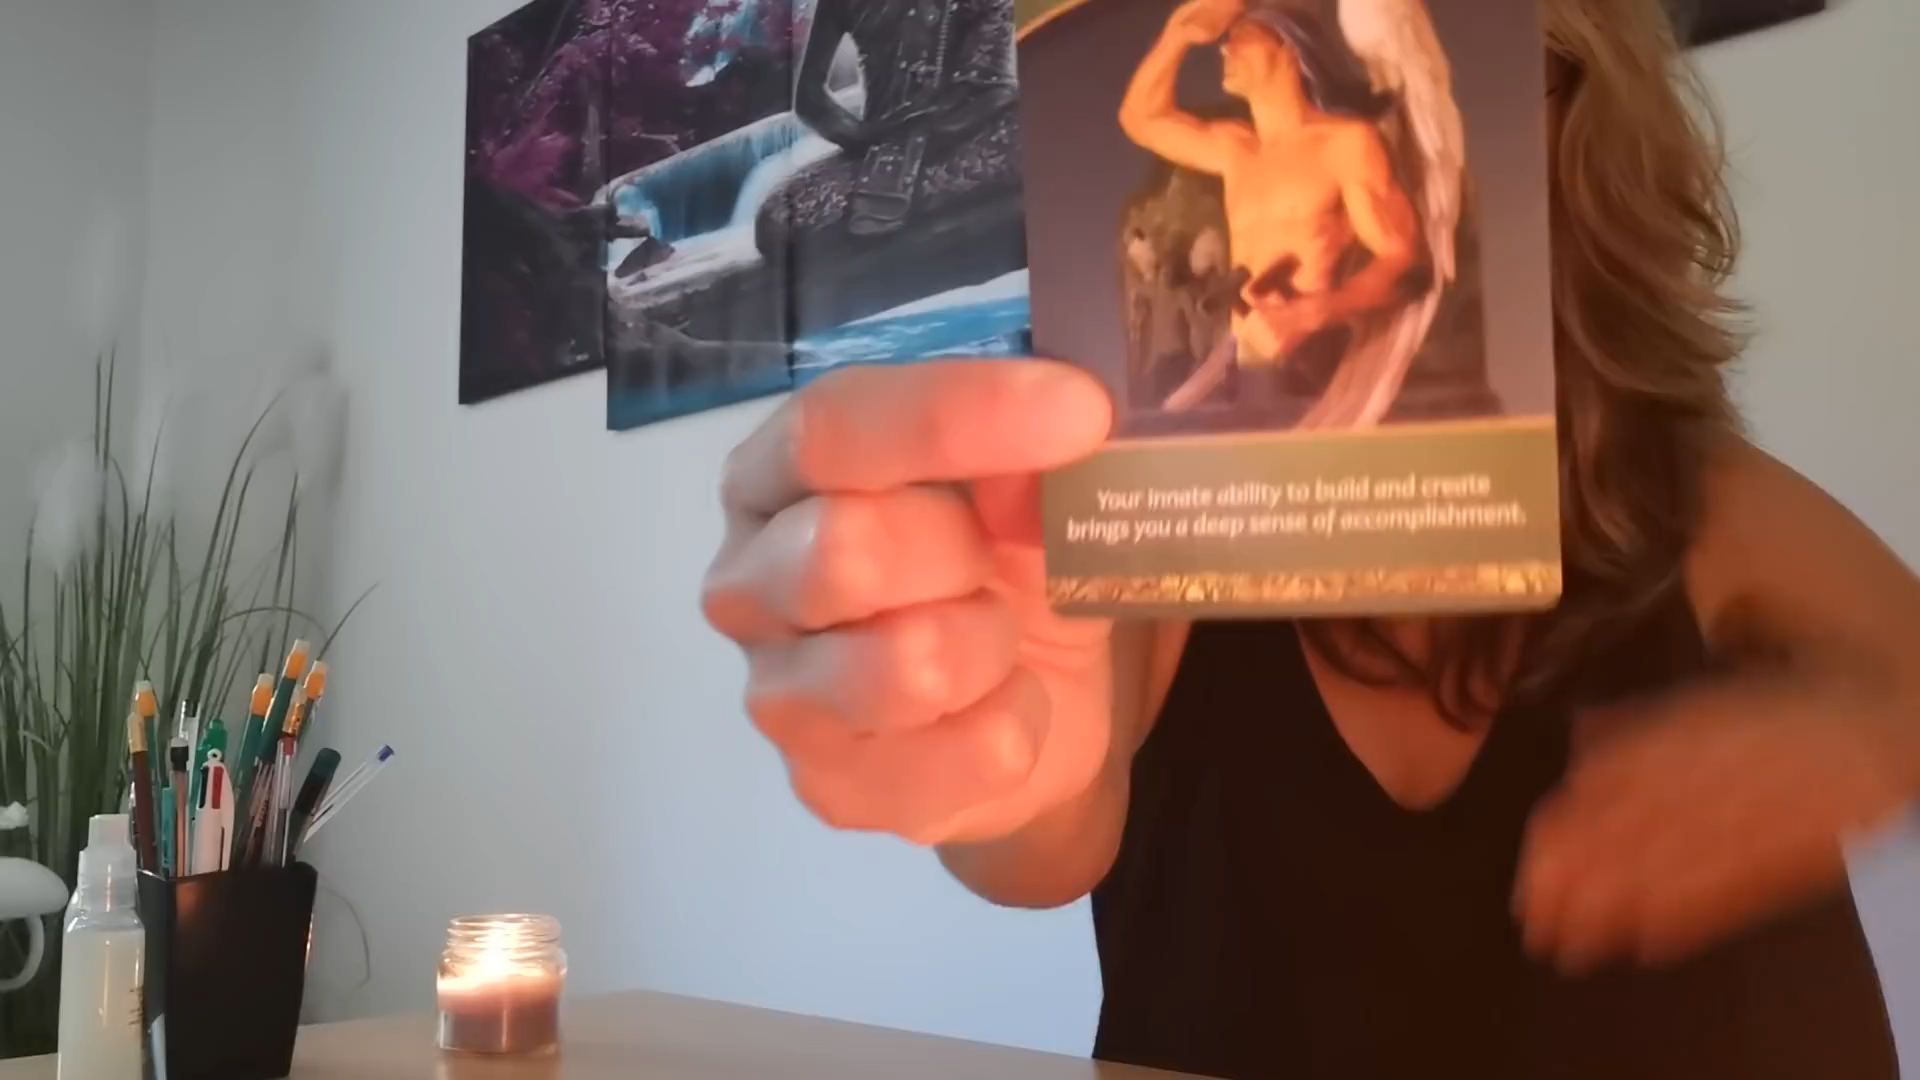 Your innate ability to build and create
brings you a deep sense of accomplishment.